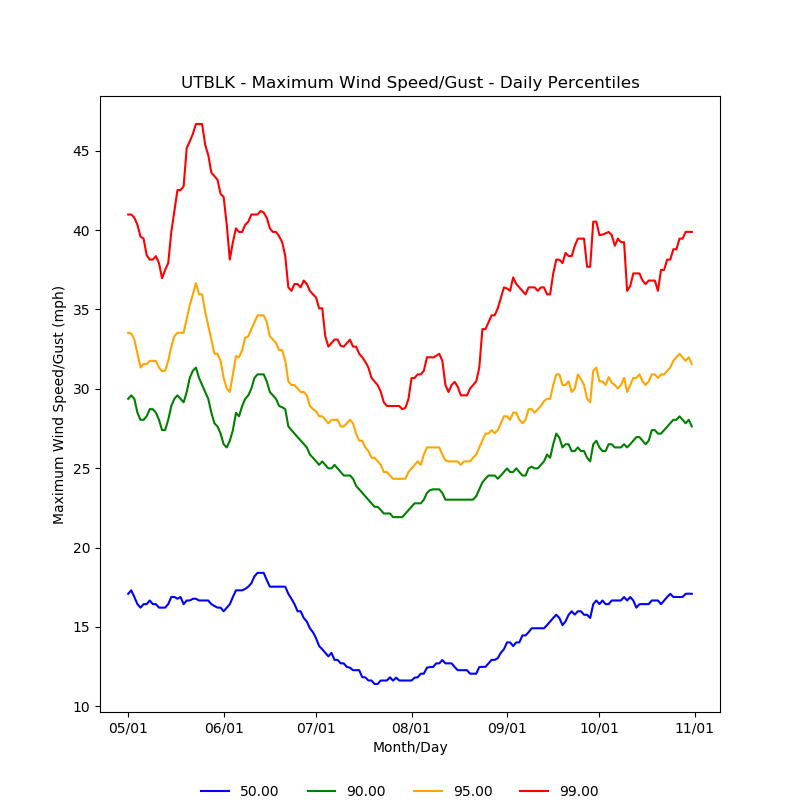 UTBLK - Maximum Wind Speed/Gust - Daily Percentiles
Maximum Wind Speed/Gust (mph)
45
40
35
30
25
20
15
10
05/01 06/01 07/01 08/01 09/01 10/01 11/01
Month/Day
50.00 90.00 95.00 99.00